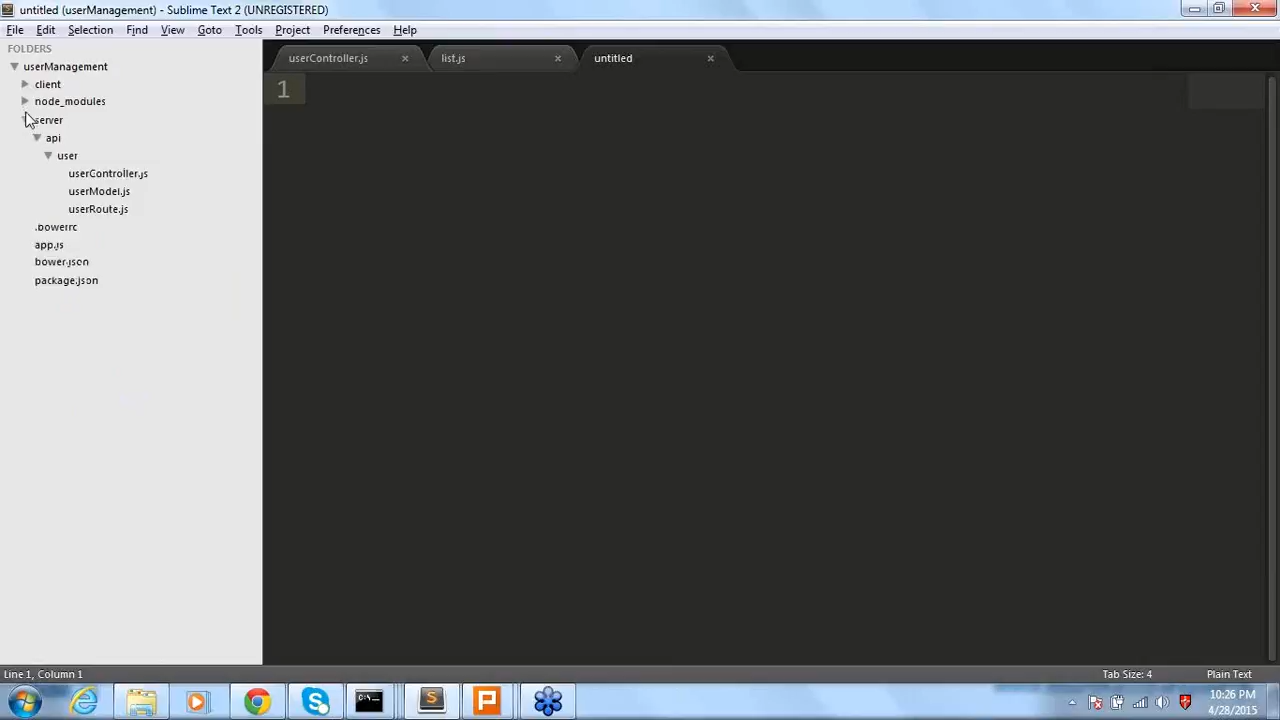 untitled (userManagement) - Sublime Text 2 (UNREGISTERED)
File Edit Selection Find View Goto Tools Project Preferences Help
FOLDERS
userManagement
client
node_modules
server
api
user
userController.js
userModel.js
userRoute.js
.bowerrc
app.js
bower.json
package.json
userController.js × list.js × untitled ×
1
Line 1, Column 1
Tab Size: 4 Plain Text
10:26 PM
4/28/2015